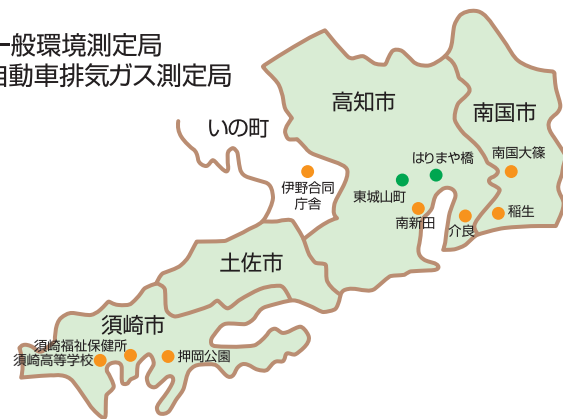 一般環境測定局
自動車排気ガス測定局
高知市
南国市
いの町
はりまや橋
南国大篠
伊野合同
庁舎
東城山町
南新田
稲生
介良
土佐市
須崎市
須崎福祉保健所
須崎高等学校
押岡公園